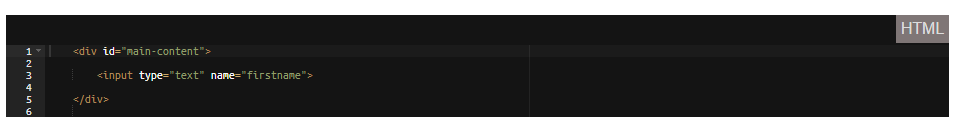 HTML
1 <div id="main-content">
2
3 <input type="text" name="firstname">
4
5 </div>
6